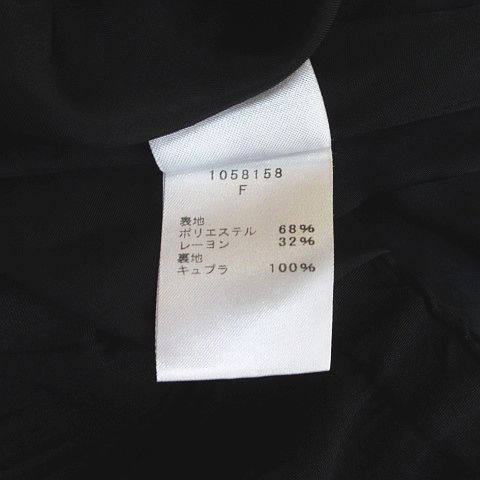 1058158
F
表地
ポリエステル 68%
レーヨン 32%
裏地
キュプラ 100%